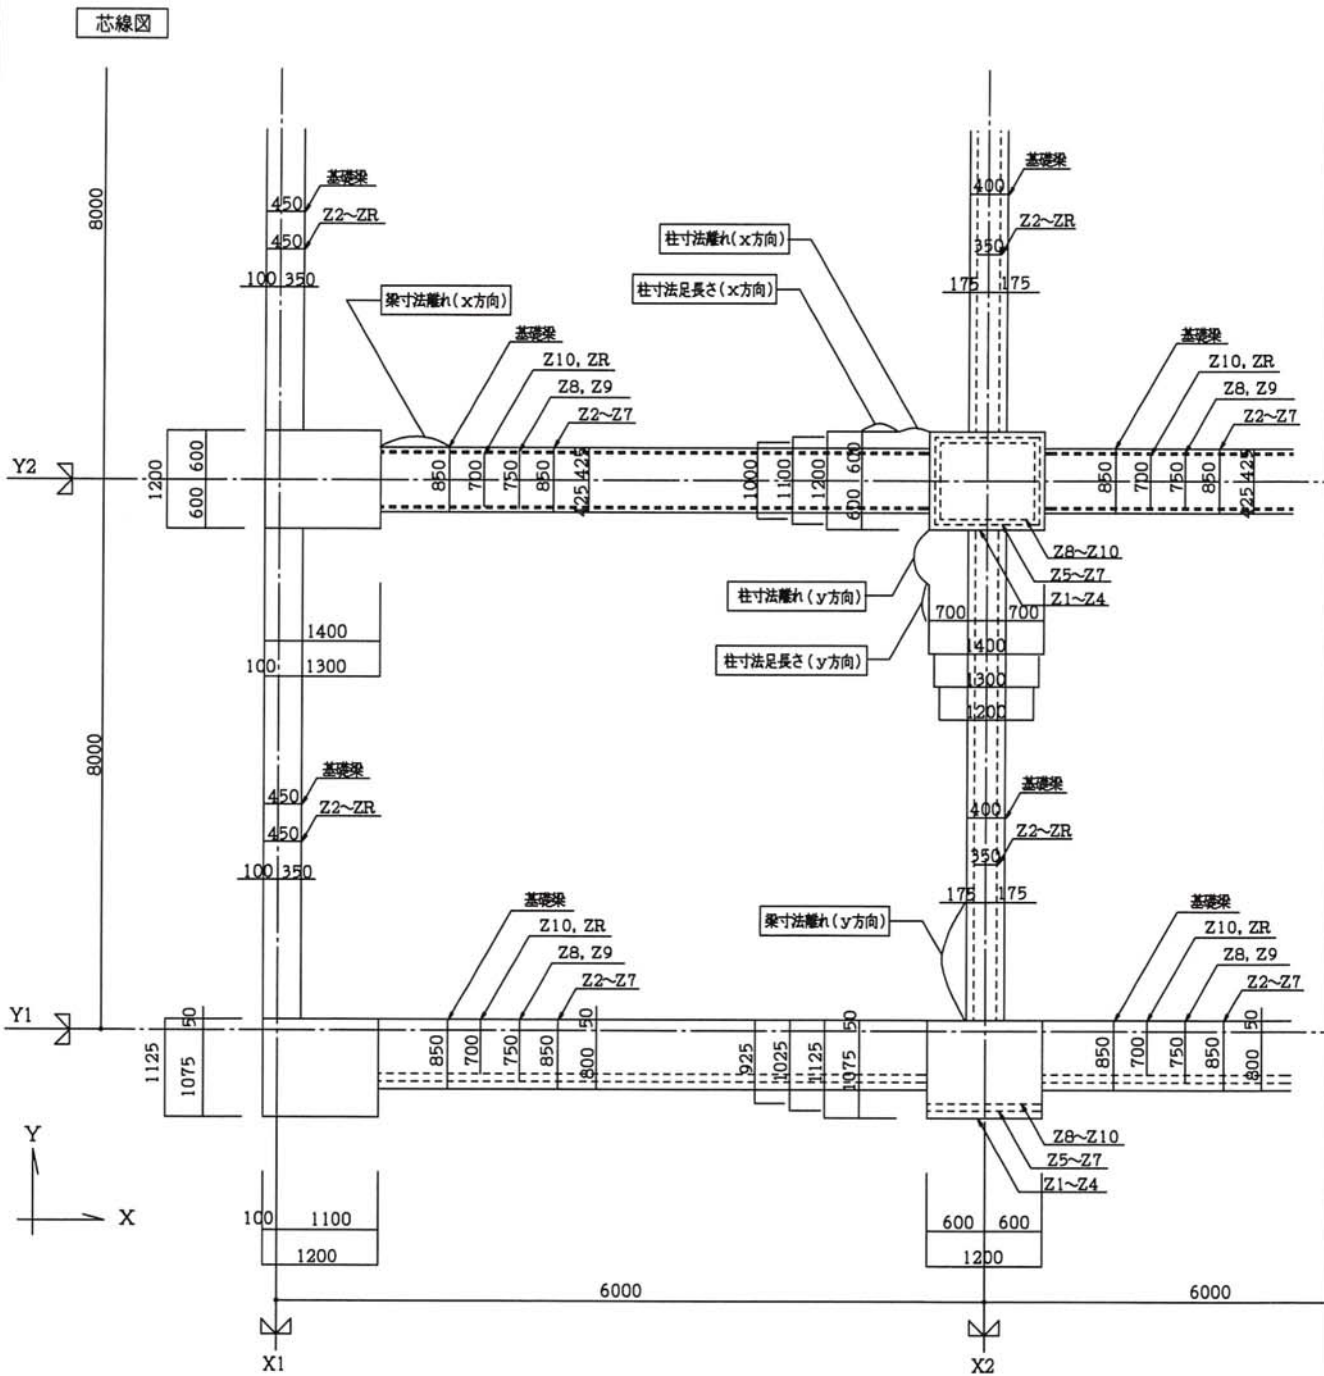 芯線図
8000
8000
基礎梁
450
Z2~ZR
450
100 350
基礎梁
400
Z2~ZR
350
175 175
柱寸法離れ(x方向)
柱寸法足長さ(x方向)
梁寸法離れ(x方向)
基礎梁
Z10, ZR
Z8, Z9
Z2~Z7
基礎梁
Z10, ZR
Z8, Z9
Z2~Z7
Y2
1200
600
600
850
700
750
850
425 425
1000
1100
1200
600
600
850
700
750
850
425 425
Z8~Z10
Z5~Z7
Z1~Z4
柱寸法離れ(y方向)
柱寸法足長さ(y方向)
700 700
1400
1300
1200
1400
100 1300
基礎梁
450
Z2~ZR
450
100 350
基礎梁
400
Z2~ZR
350
175 175
梁寸法離れ(y方向)
基礎梁
Z10, ZR
Z8, Z9
Z2~Z7
基礎梁
Z10, ZR
Z8, Z9
Z2~Z7
Y1
1125
50
1075
850
700
750
850
50
800
925
1025
1125
50
1075
850
700
750
850
50
800
Z8~Z10
Z5~Z7
Z1~Z4
Y
X
100 1100
1200
600 600
1200
6000
6000
X1
X2